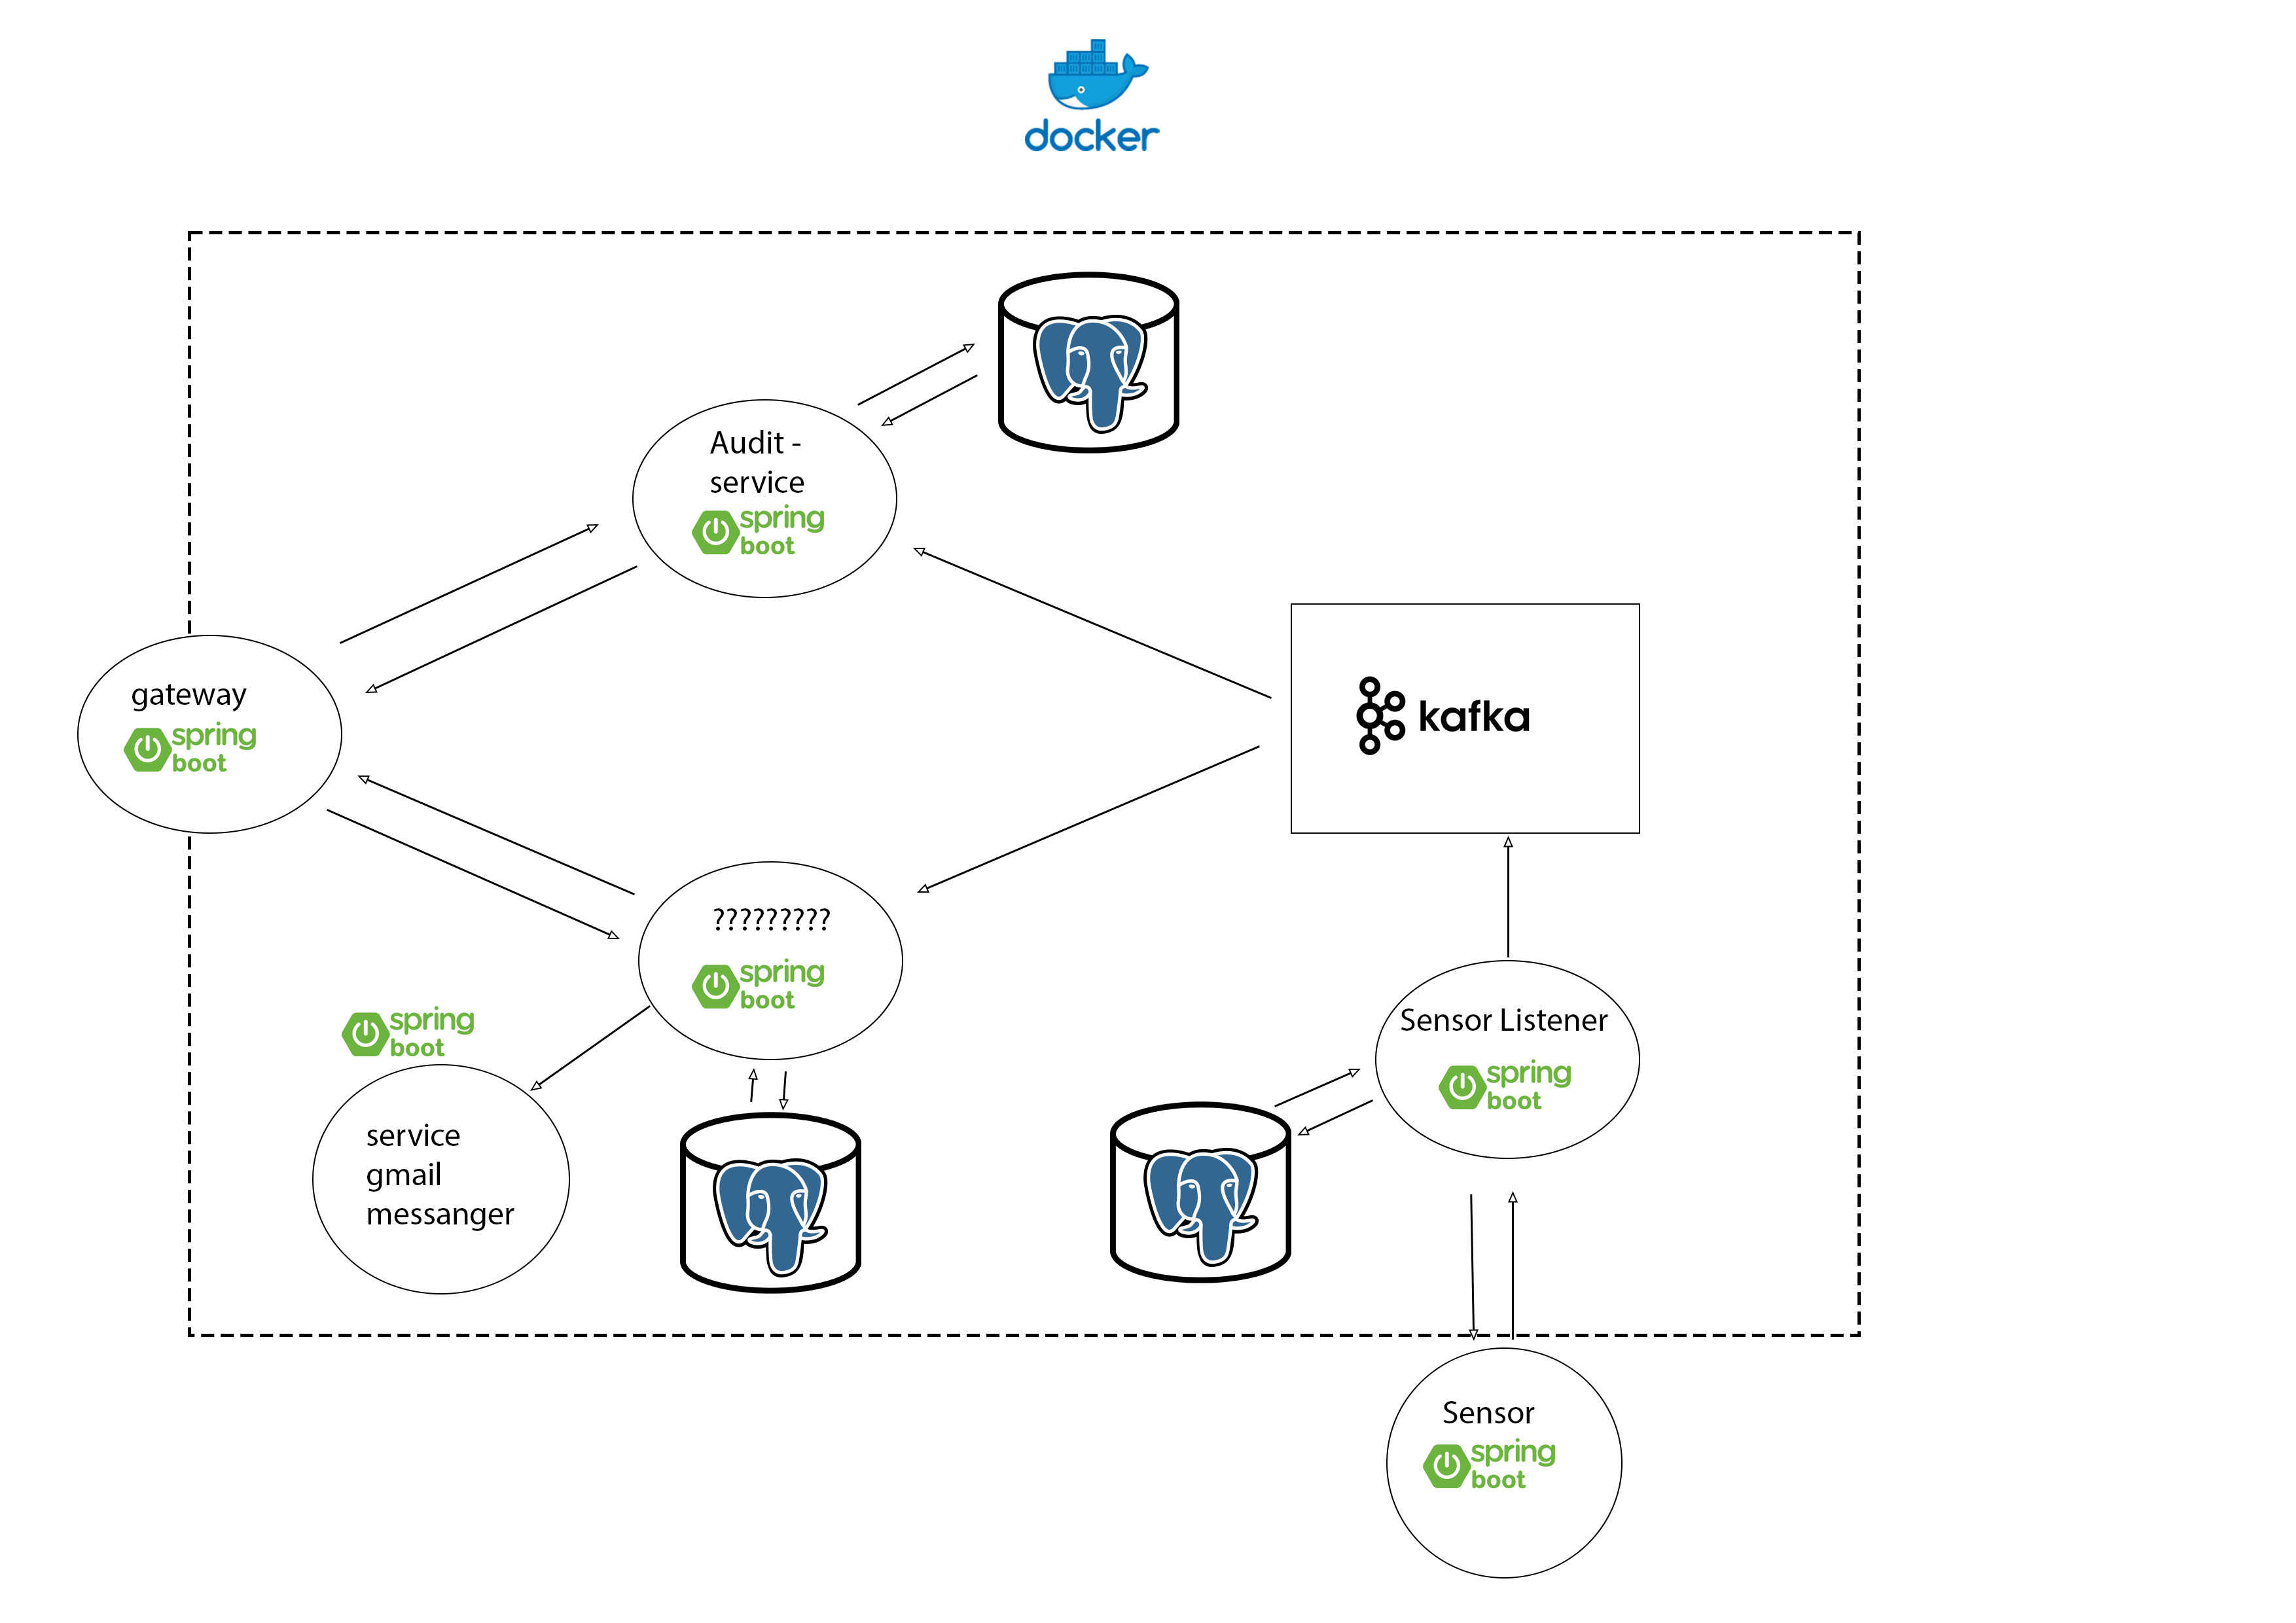 docker
Audit -
service
spring
boot
gateway
spring
boot
kafka
?????????
spring
boot
spring
boot
service
gmail
messanger
Sensor Listener
spring
boot
Sensor
spring
boot